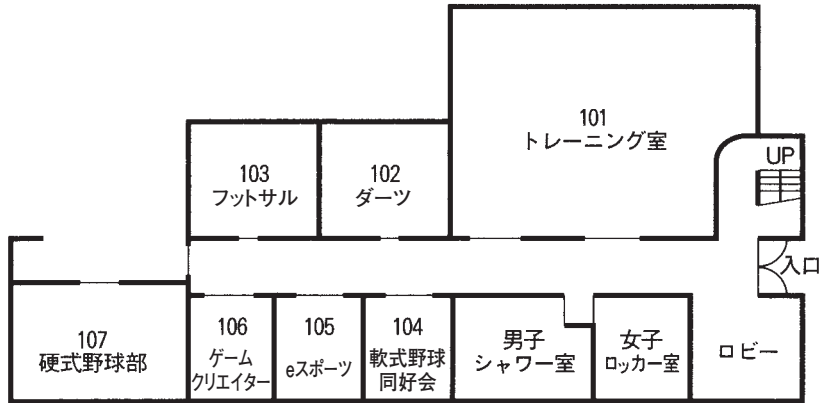 101
トレーニング室
UP
103
フットサル
102
ダーツ
入口
107
硬式野球部
106
ゲーム
クリエイター
105
eスポーツ
104
軟式野球
同好会
男子
シャワー室
女子
ロッカー室
ロビー